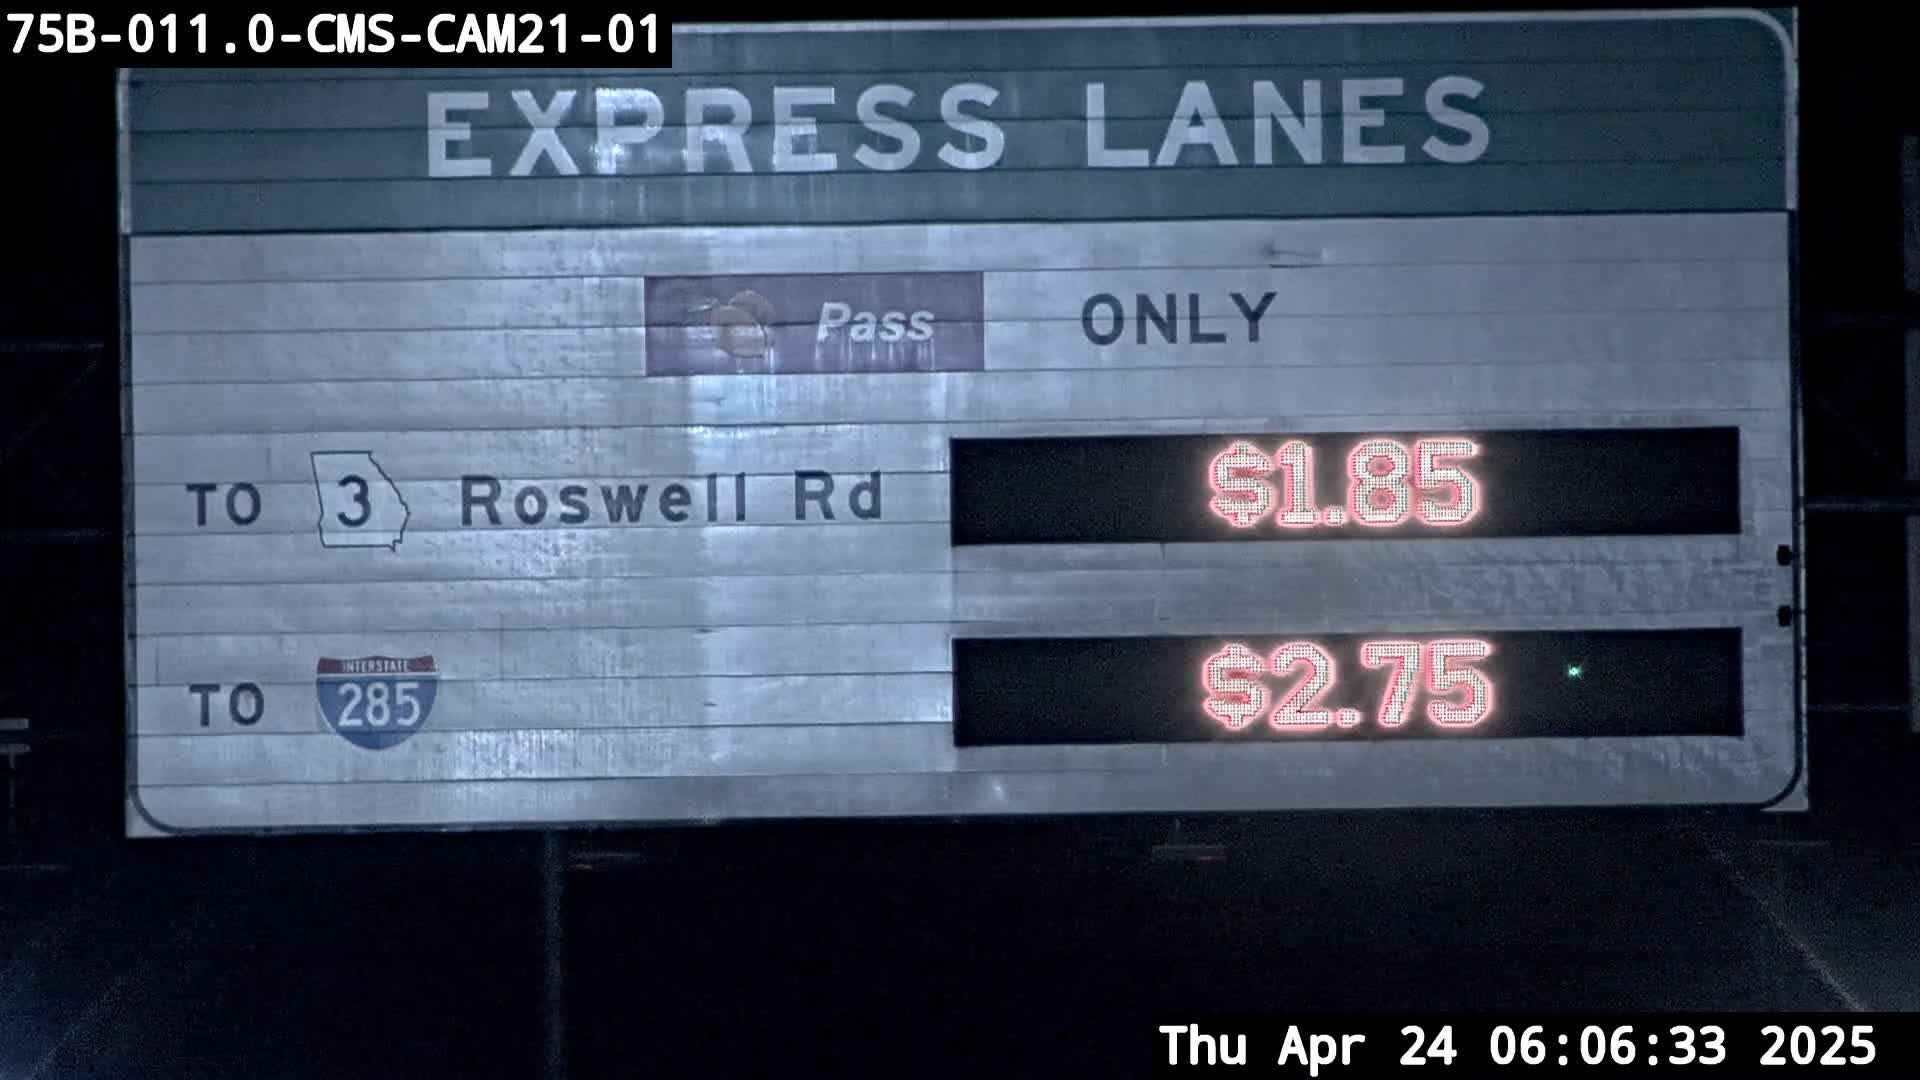 75B-011.0-CMS-CAM21-01
EXPRESS LANES
Pass ONLY
TO 3 Roswell Rd $1.85
INTERSTATE
TO 285 $2.75
Thu Apr 24 06:06:33 2025